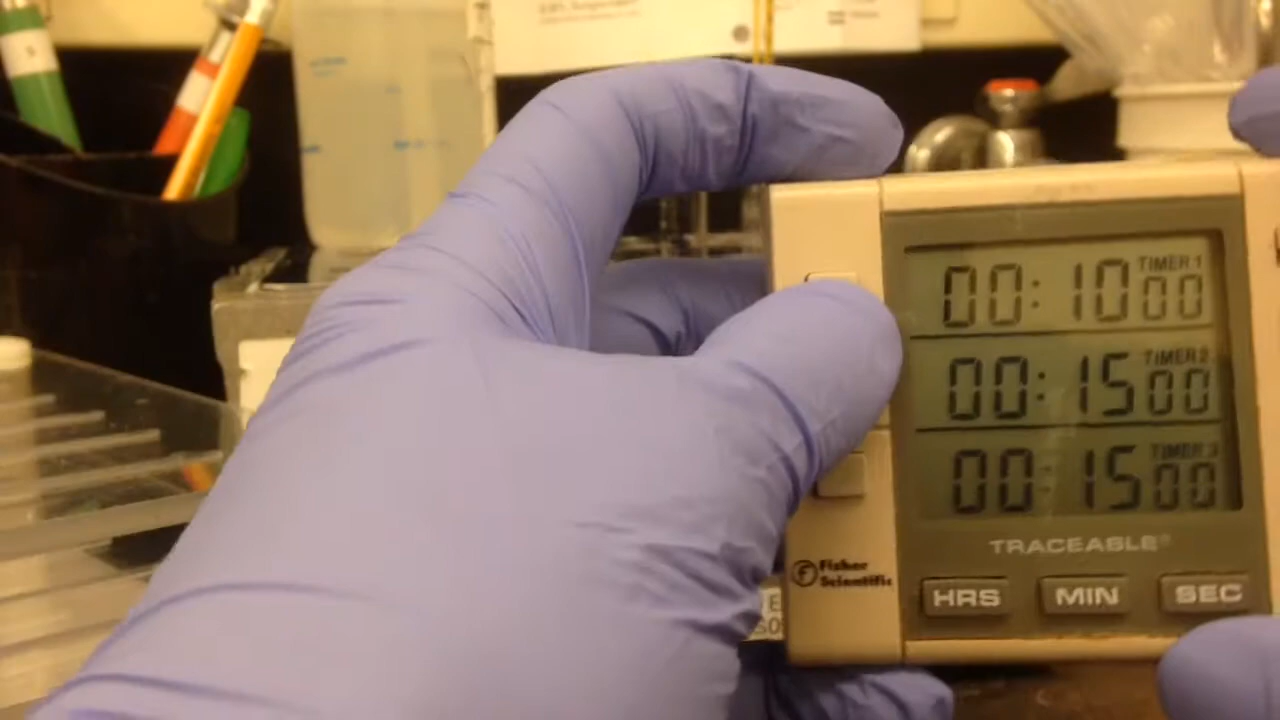 TIMER 1
00:10 00
TIMER 2
00:15 00
TIMER 3
00:15 00
TRACEABLE®
Fisher
Scientific
HRS MIN SEC